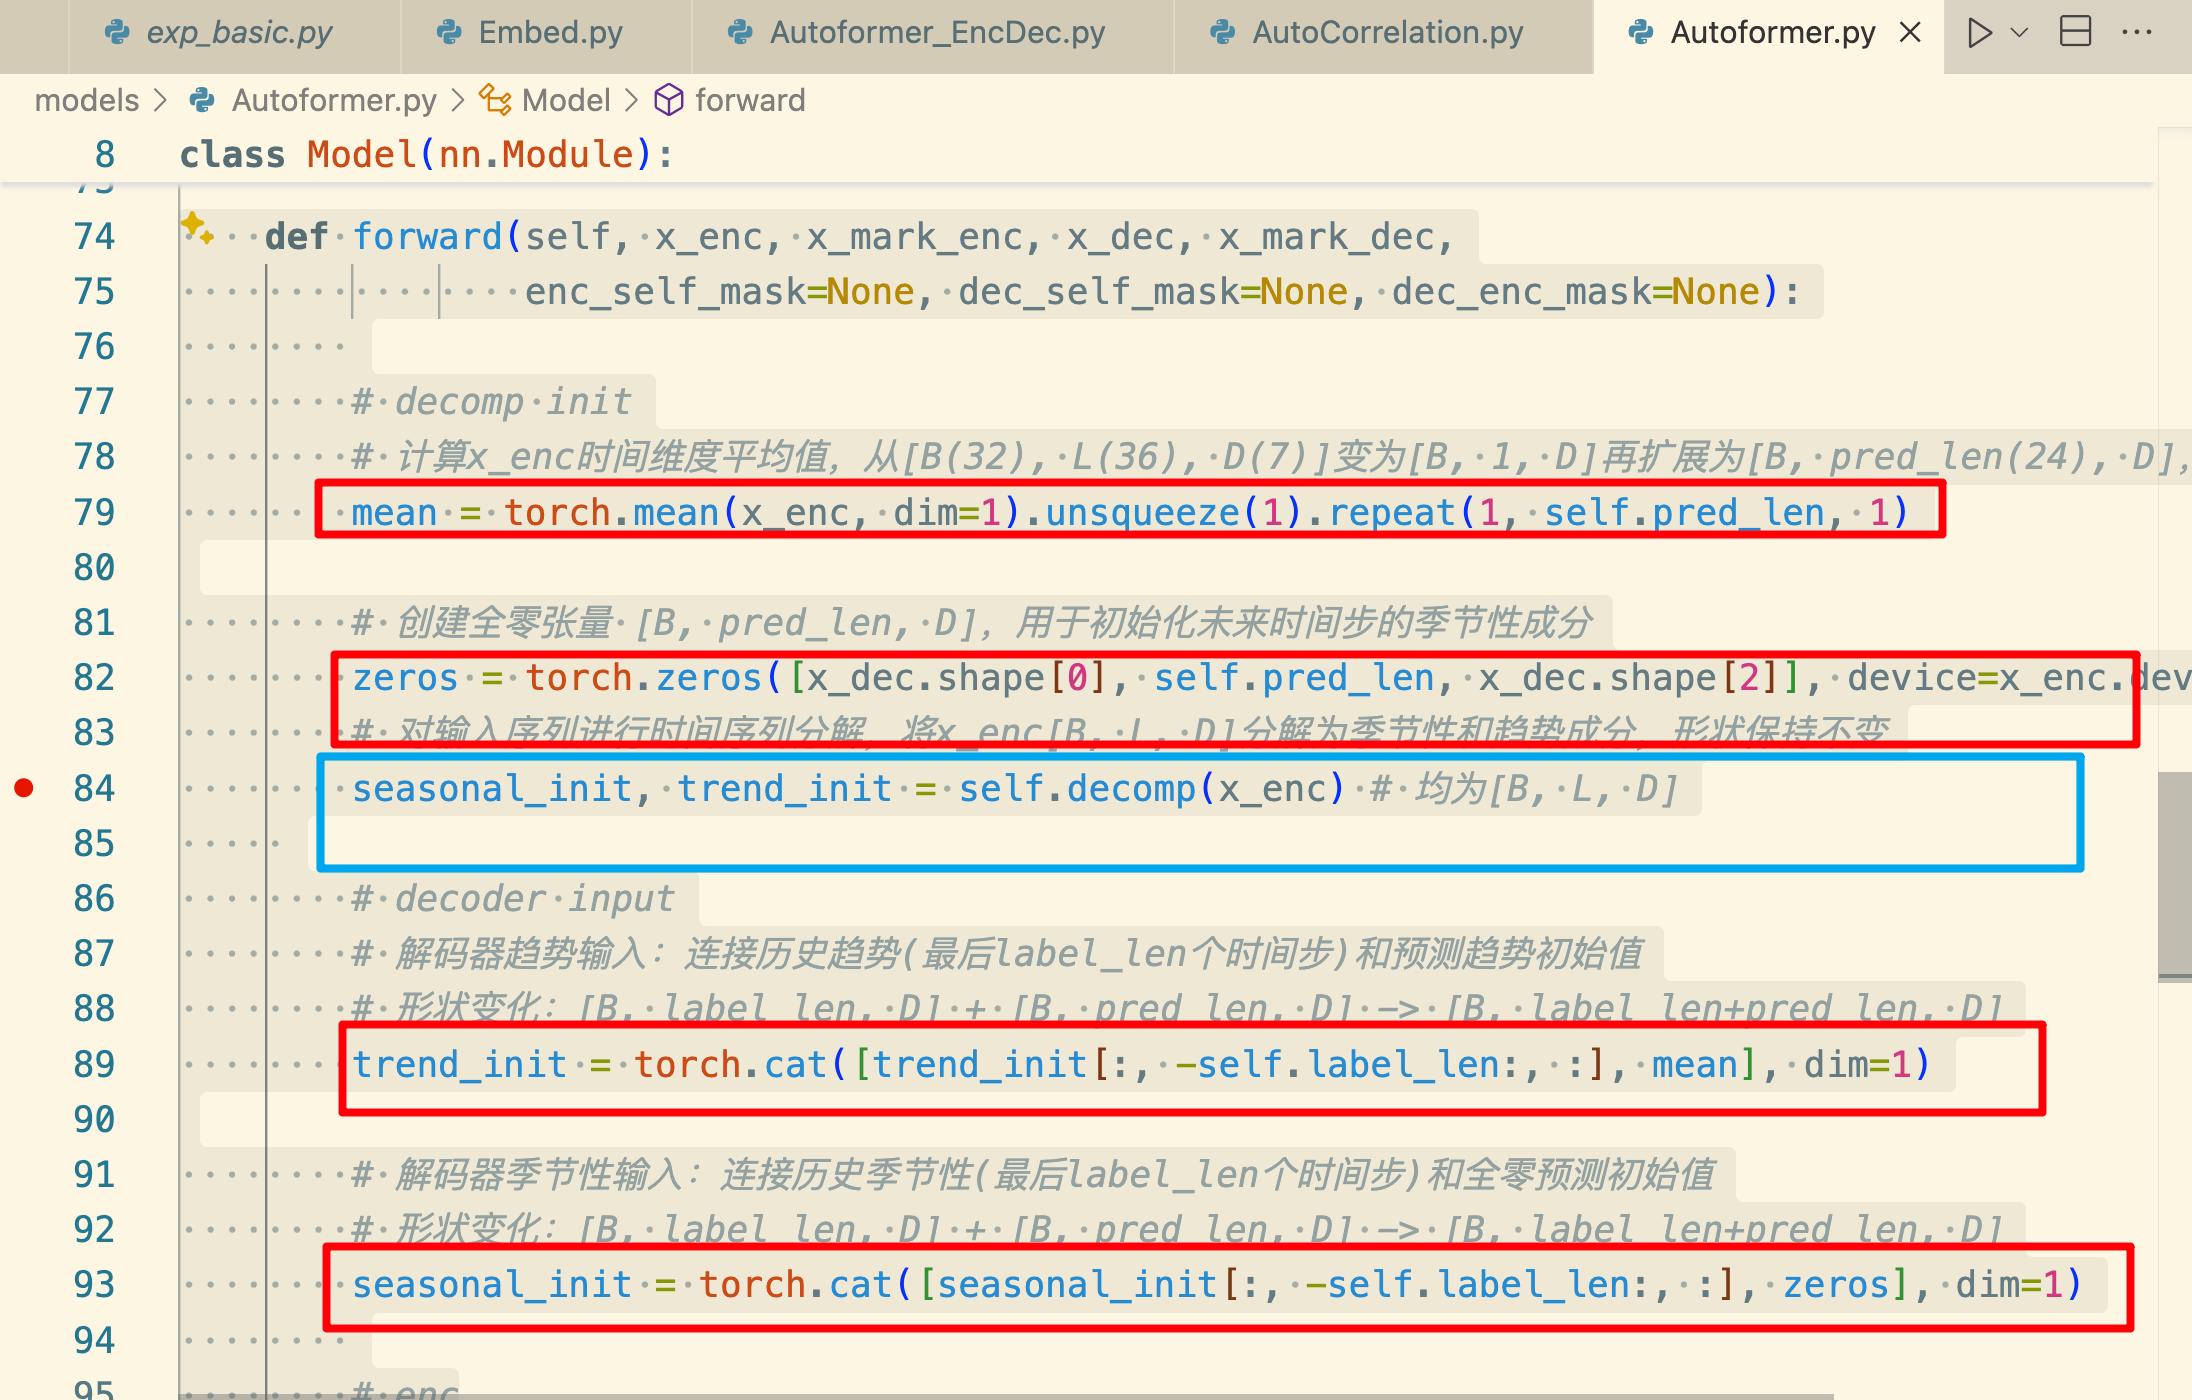 exp_basic.py Embed.py Autoformer_EncDec.py AutoCorrelation.py Autoformer.py
models > Autoformer.py > Model > forward
8 class Model(nn.Module):
73
74 def forward(self, x_enc, x_mark_enc, x_dec, x_mark_dec,
75 enc_self_mask=None, dec_self_mask=None, dec_enc_mask=None):
76
77 # decomp init
78 # 计算x_enc时间维度平均值，从[B(32), L(36), D(7)]变为[B, 1, D]再扩展为[B, pred_len(24), D],
79 mean = torch.mean(x_enc, dim=1).unsqueeze(1).repeat(1, self.pred_len, 1)
80
81 # 创建全零张量 [B, pred_len, D]，用于初始化未来时间步的季节性成分
82 zeros = torch.zeros([x_dec.shape[0], self.pred_len, x_dec.shape[2]], device=x_enc.dev
83 # 对输入序列进行时间序列分解，将x_enc[B, L, D]分解为季节性和趋势成分，形状保持不变
84 seasonal_init, trend_init = self.decomp(x_enc) # 均为[B, L, D]
85
86 # decoder input
87 # 解码器趋势输入：连接历史趋势(最后label_len个时间步)和预测趋势初始值
88 # 形状变化：[B, label_len, D] + [B, pred_len, D] -> [B, label_len+pred_len, D]
89 trend_init = torch.cat([trend_init[:, -self.label_len:, :], mean], dim=1)
90
91 # 解码器季节性输入：连接历史季节性(最后label_len个时间步)和全零预测初始值
92 # 形状变化：[B, label_len, D] + [B, pred_len, D] -> [B, label_len+pred_len, D]
93 seasonal_init = torch.cat([seasonal_init[:, -self.label_len:, :], zeros], dim=1)
94
95 # enc